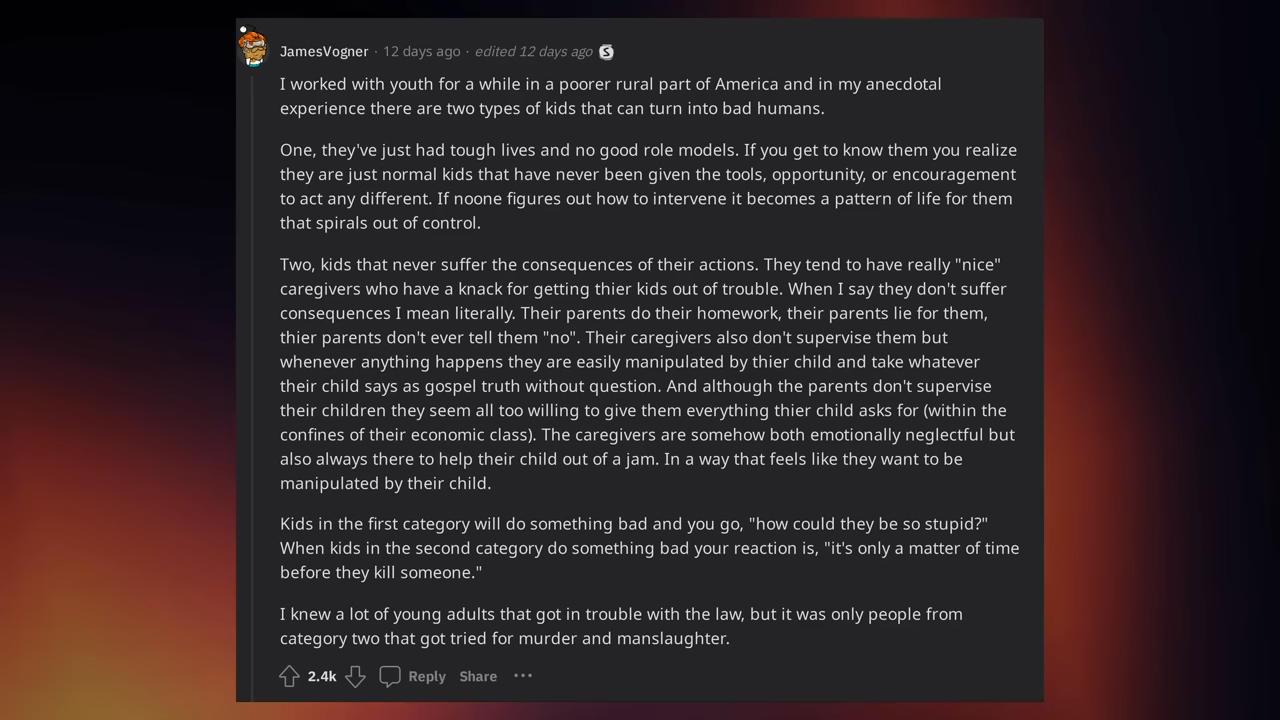 JamesVogner · 12 days ago · edited 12 days ago S
I worked with youth for a while in a poorer rural part of America and in my anecdotal
experience there are two types of kids that can turn into bad humans.
One, they've just had tough lives and no good role models. If you get to know them you realize
they are just normal kids that have never been given the tools, opportunity, or encouragement
to act any different. If noone figures out how to intervene it becomes a pattern of life for them
that spirals out of control.
Two, kids that never suffer the consequences of their actions. They tend to have really "nice"
caregivers who have a knack for getting thier kids out of trouble. When I say they don't suffer
consequences I mean literally. Their parents do their homework, their parents lie for them,
thier parents don't ever tell them "no". Their caregivers also don't supervise them but
whenever anything happens they are easily manipulated by thier child and take whatever
their child says as gospel truth without question. And although the parents don't supervise
their children they seem all too willing to give them everything thier child asks for (within the
confines of their economic class). The caregivers are somehow both emotionally neglectful but
also always there to help their child out of a jam. In a way that feels like they want to be
manipulated by their child.
Kids in the first category will do something bad and you go, "how could they be so stupid?"
When kids in the second category do something bad your reaction is, "it's only a matter of time
before they kill someone."
I knew a lot of young adults that got in trouble with the law, but it was only people from
category two that got tried for murder and manslaughter.
2.4k Reply Share ···